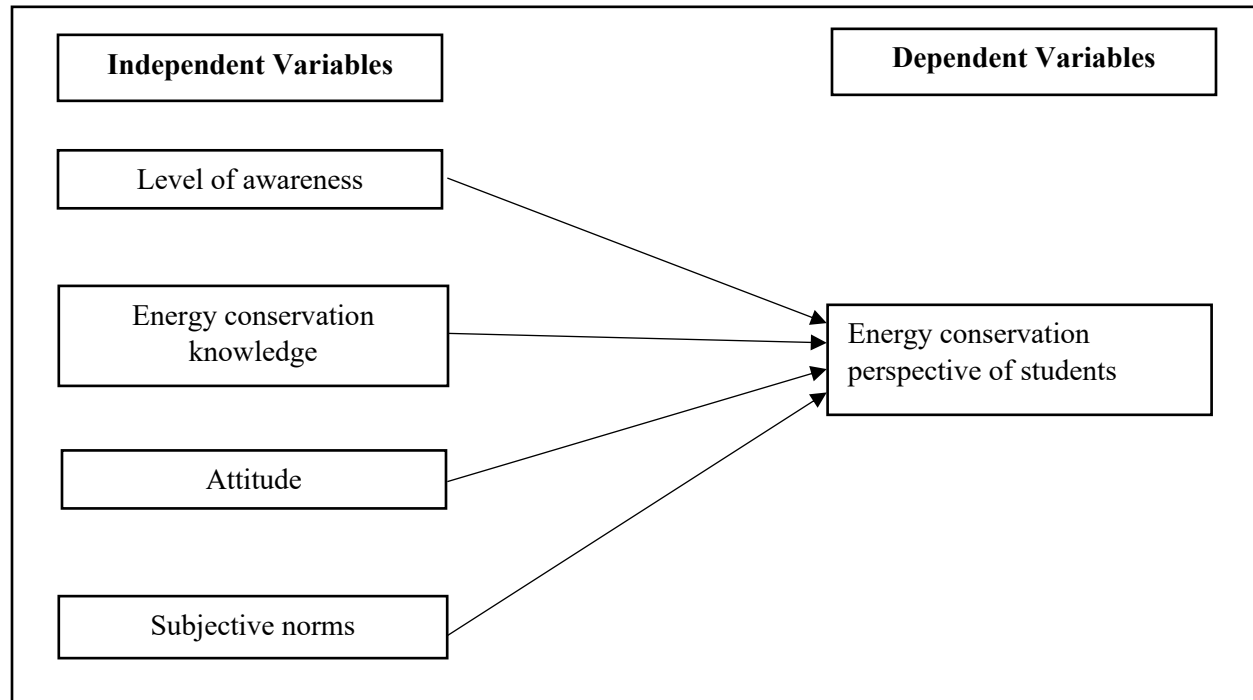 Independent Variables
Dependent Variables
Level of awareness
Energy conservation
knowledge
Attitude
Subjective norms
Energy conservation
perspective of students